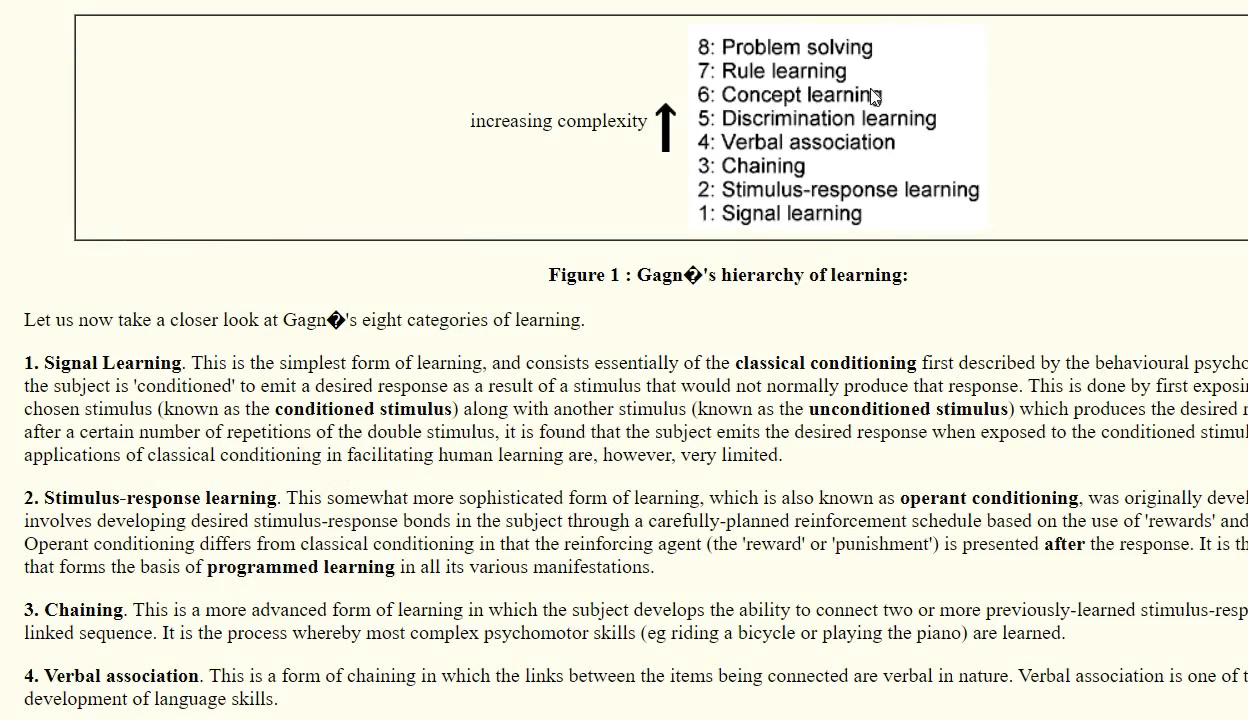 8: Problem solving
7: Rule learning
6: Concept learning
increasing complexity
5: Discrimination learning
4: Verbal association
3: Chaining
2: Stimulus-response learning
1: Signal learning
Figure 1 : Gagn�'s hierarchy of learning:
Let us now take a closer look at Gagn�'s eight categories of learning.
1. Signal Learning. This is the simplest form of learning, and consists essentially of the classical conditioning first described by the behavioural
the subject is 'conditioned' to emit a desired response as a result of a stimulus that would not normally produce that response. This is done by first
chosen stimulus (known as the conditioned stimulus) along with another stimulus (known as the unconditioned stimulus) which produces the desired
after a certain number of repetitions of the double stimulus, it is found that the subject emits the desired response when exposed to the conditioned
applications of classical conditioning in facilitating human learning are, however, very limited.
2. Stimulus-response learning. This somewhat more sophisticated form of learning, which is also known as operant conditioning, was originally
involves developing desired stimulus-response bonds in the subject through a carefully-planned reinforcement schedule based on the use of 'rewards' and
Operant conditioning differs from classical conditioning in that the reinforcing agent (the 'reward' or 'punishment') is presented after the response. It is
that forms the basis of programmed learning in all its various manifestations.
3. Chaining. This is a more advanced form of learning in which the subject develops the ability to connect two or more previously-learned
linked sequence. It is the process whereby most complex psychomotor skills (eg riding a bicycle or playing the piano) are learned.
4. Verbal association. This is a form of chaining in which the links between the items being connected are verbal in nature. Verbal association is one of
development of language skills.